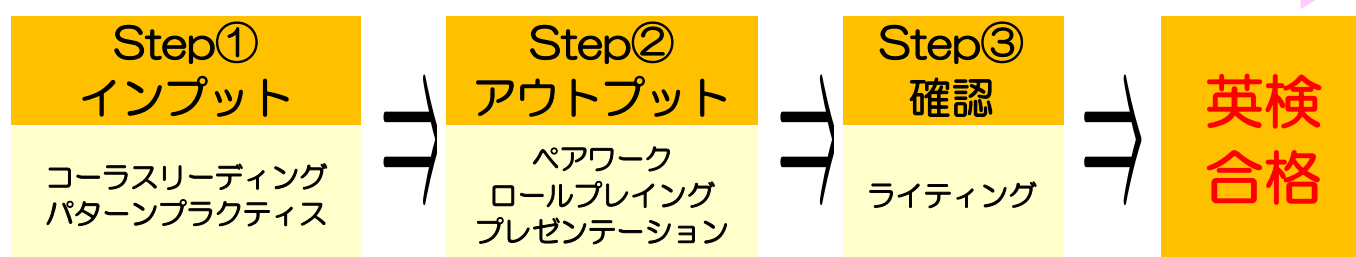 Step①
インプット
コーラスリーディング
パターンプラクティス
Step②
アウトプット
ペアワーク
ロールプレイング
プレゼンテーション
Step③
確認
ライティング
英検
合格